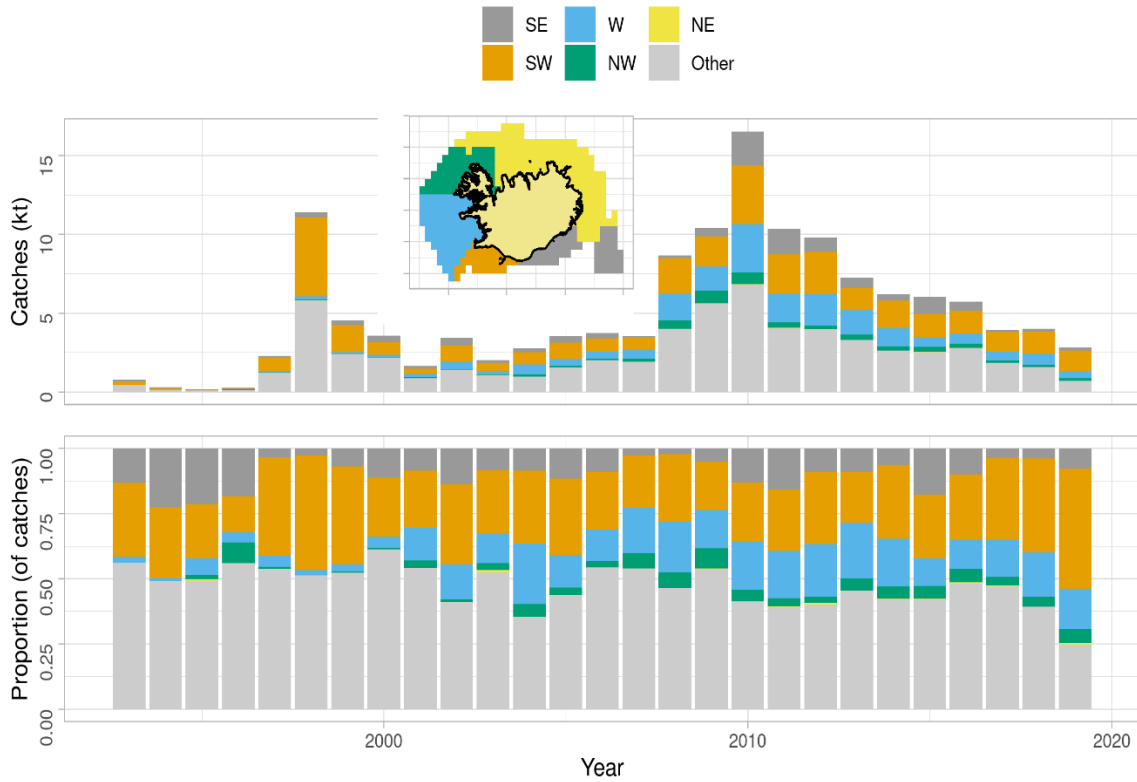 SE W NE
SW NW Other
Catches (kt)
15
10
5
0
Proportion (of catches)
1.00
0.75
0.50
0.25
0.00
2000 2010 2020
Year